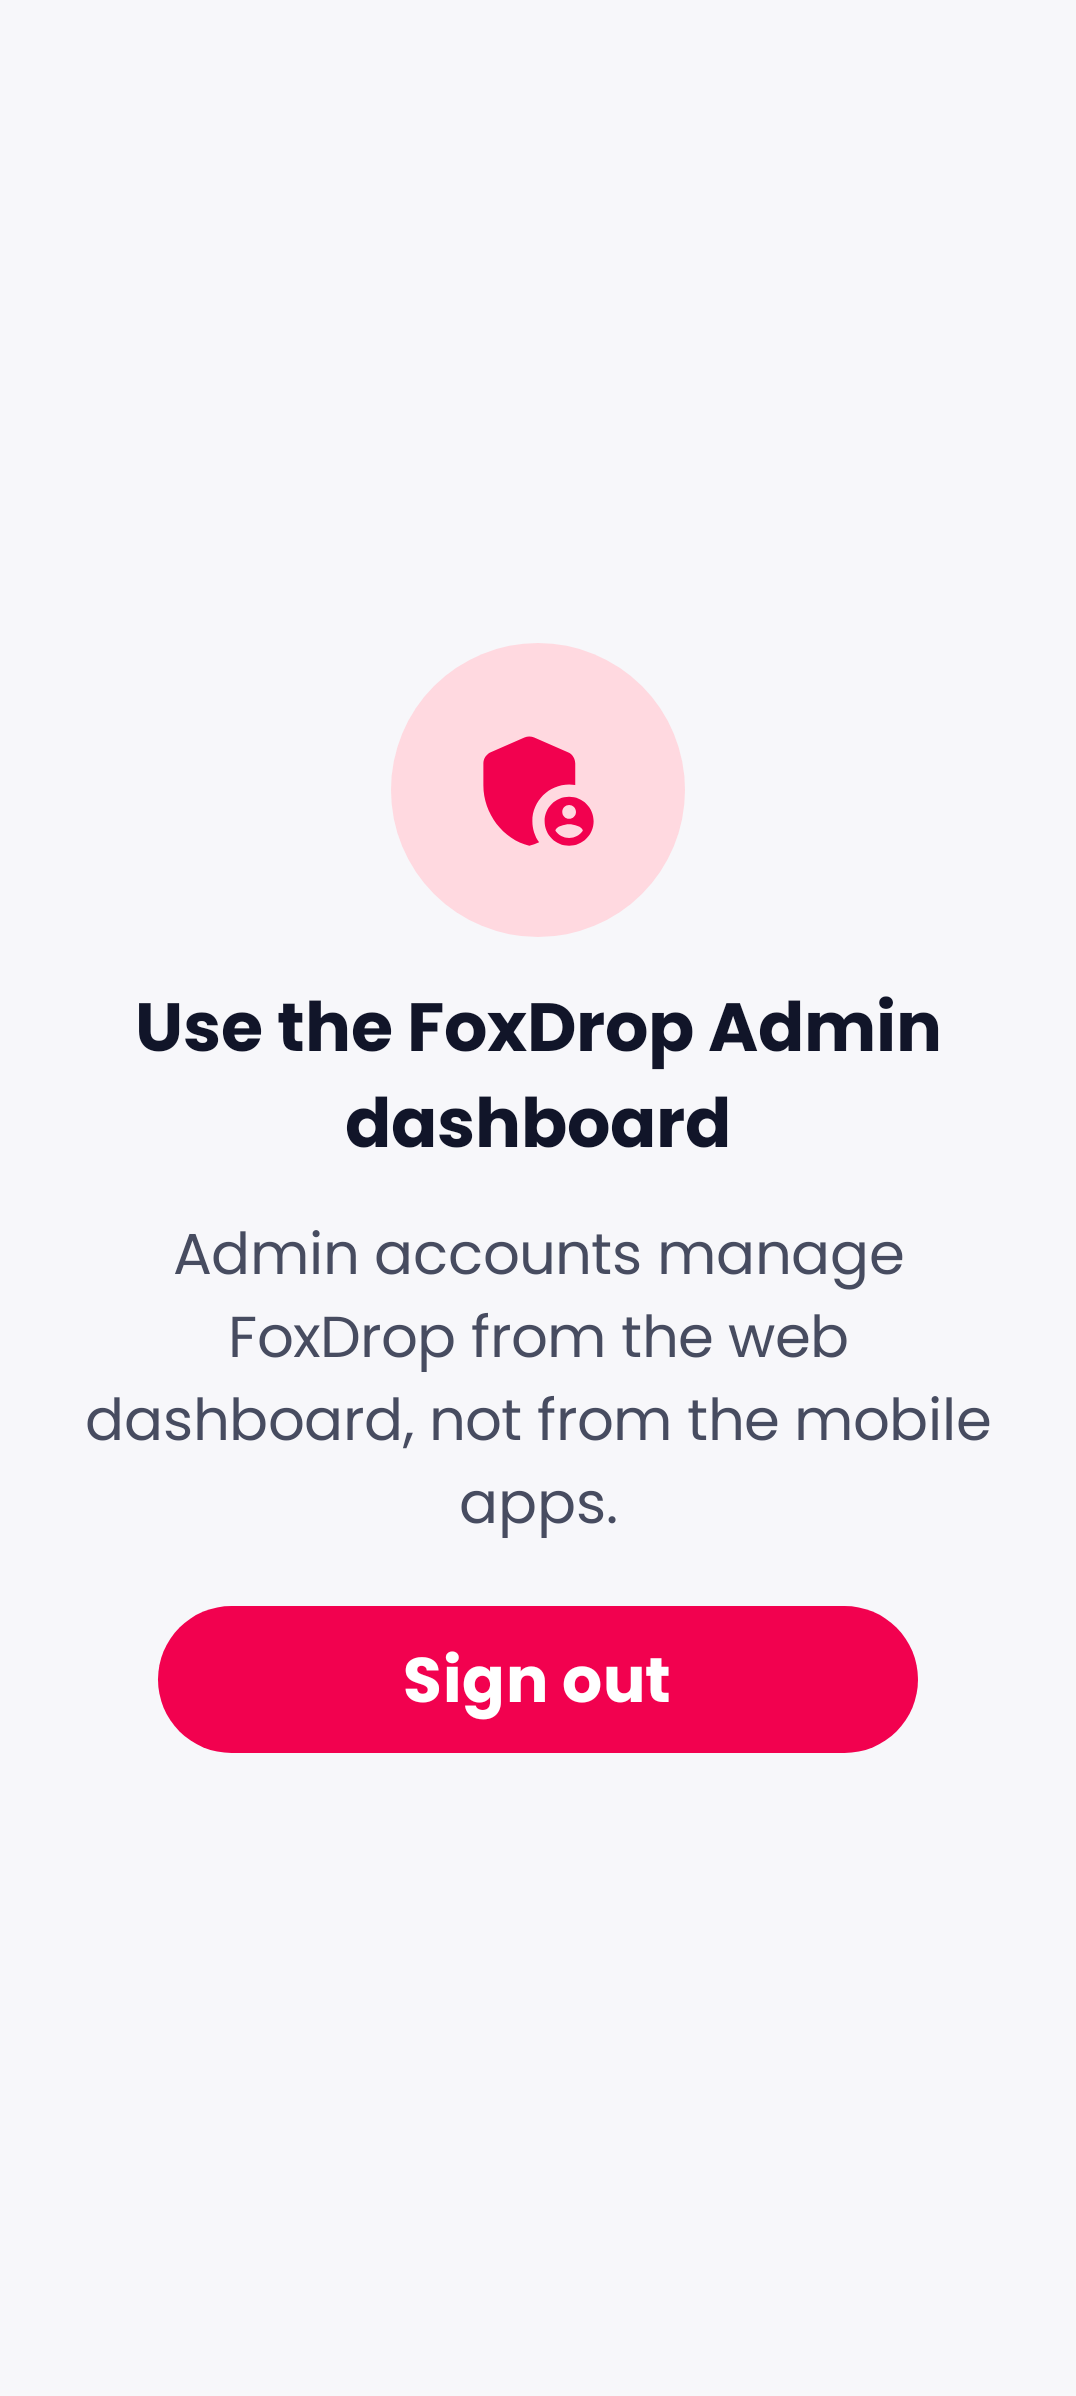 Use the FoxDrop Admin
dashboard
Admin accounts manage
FoxDrop from the web
dashboard, not from the mobile
apps.
Sign out